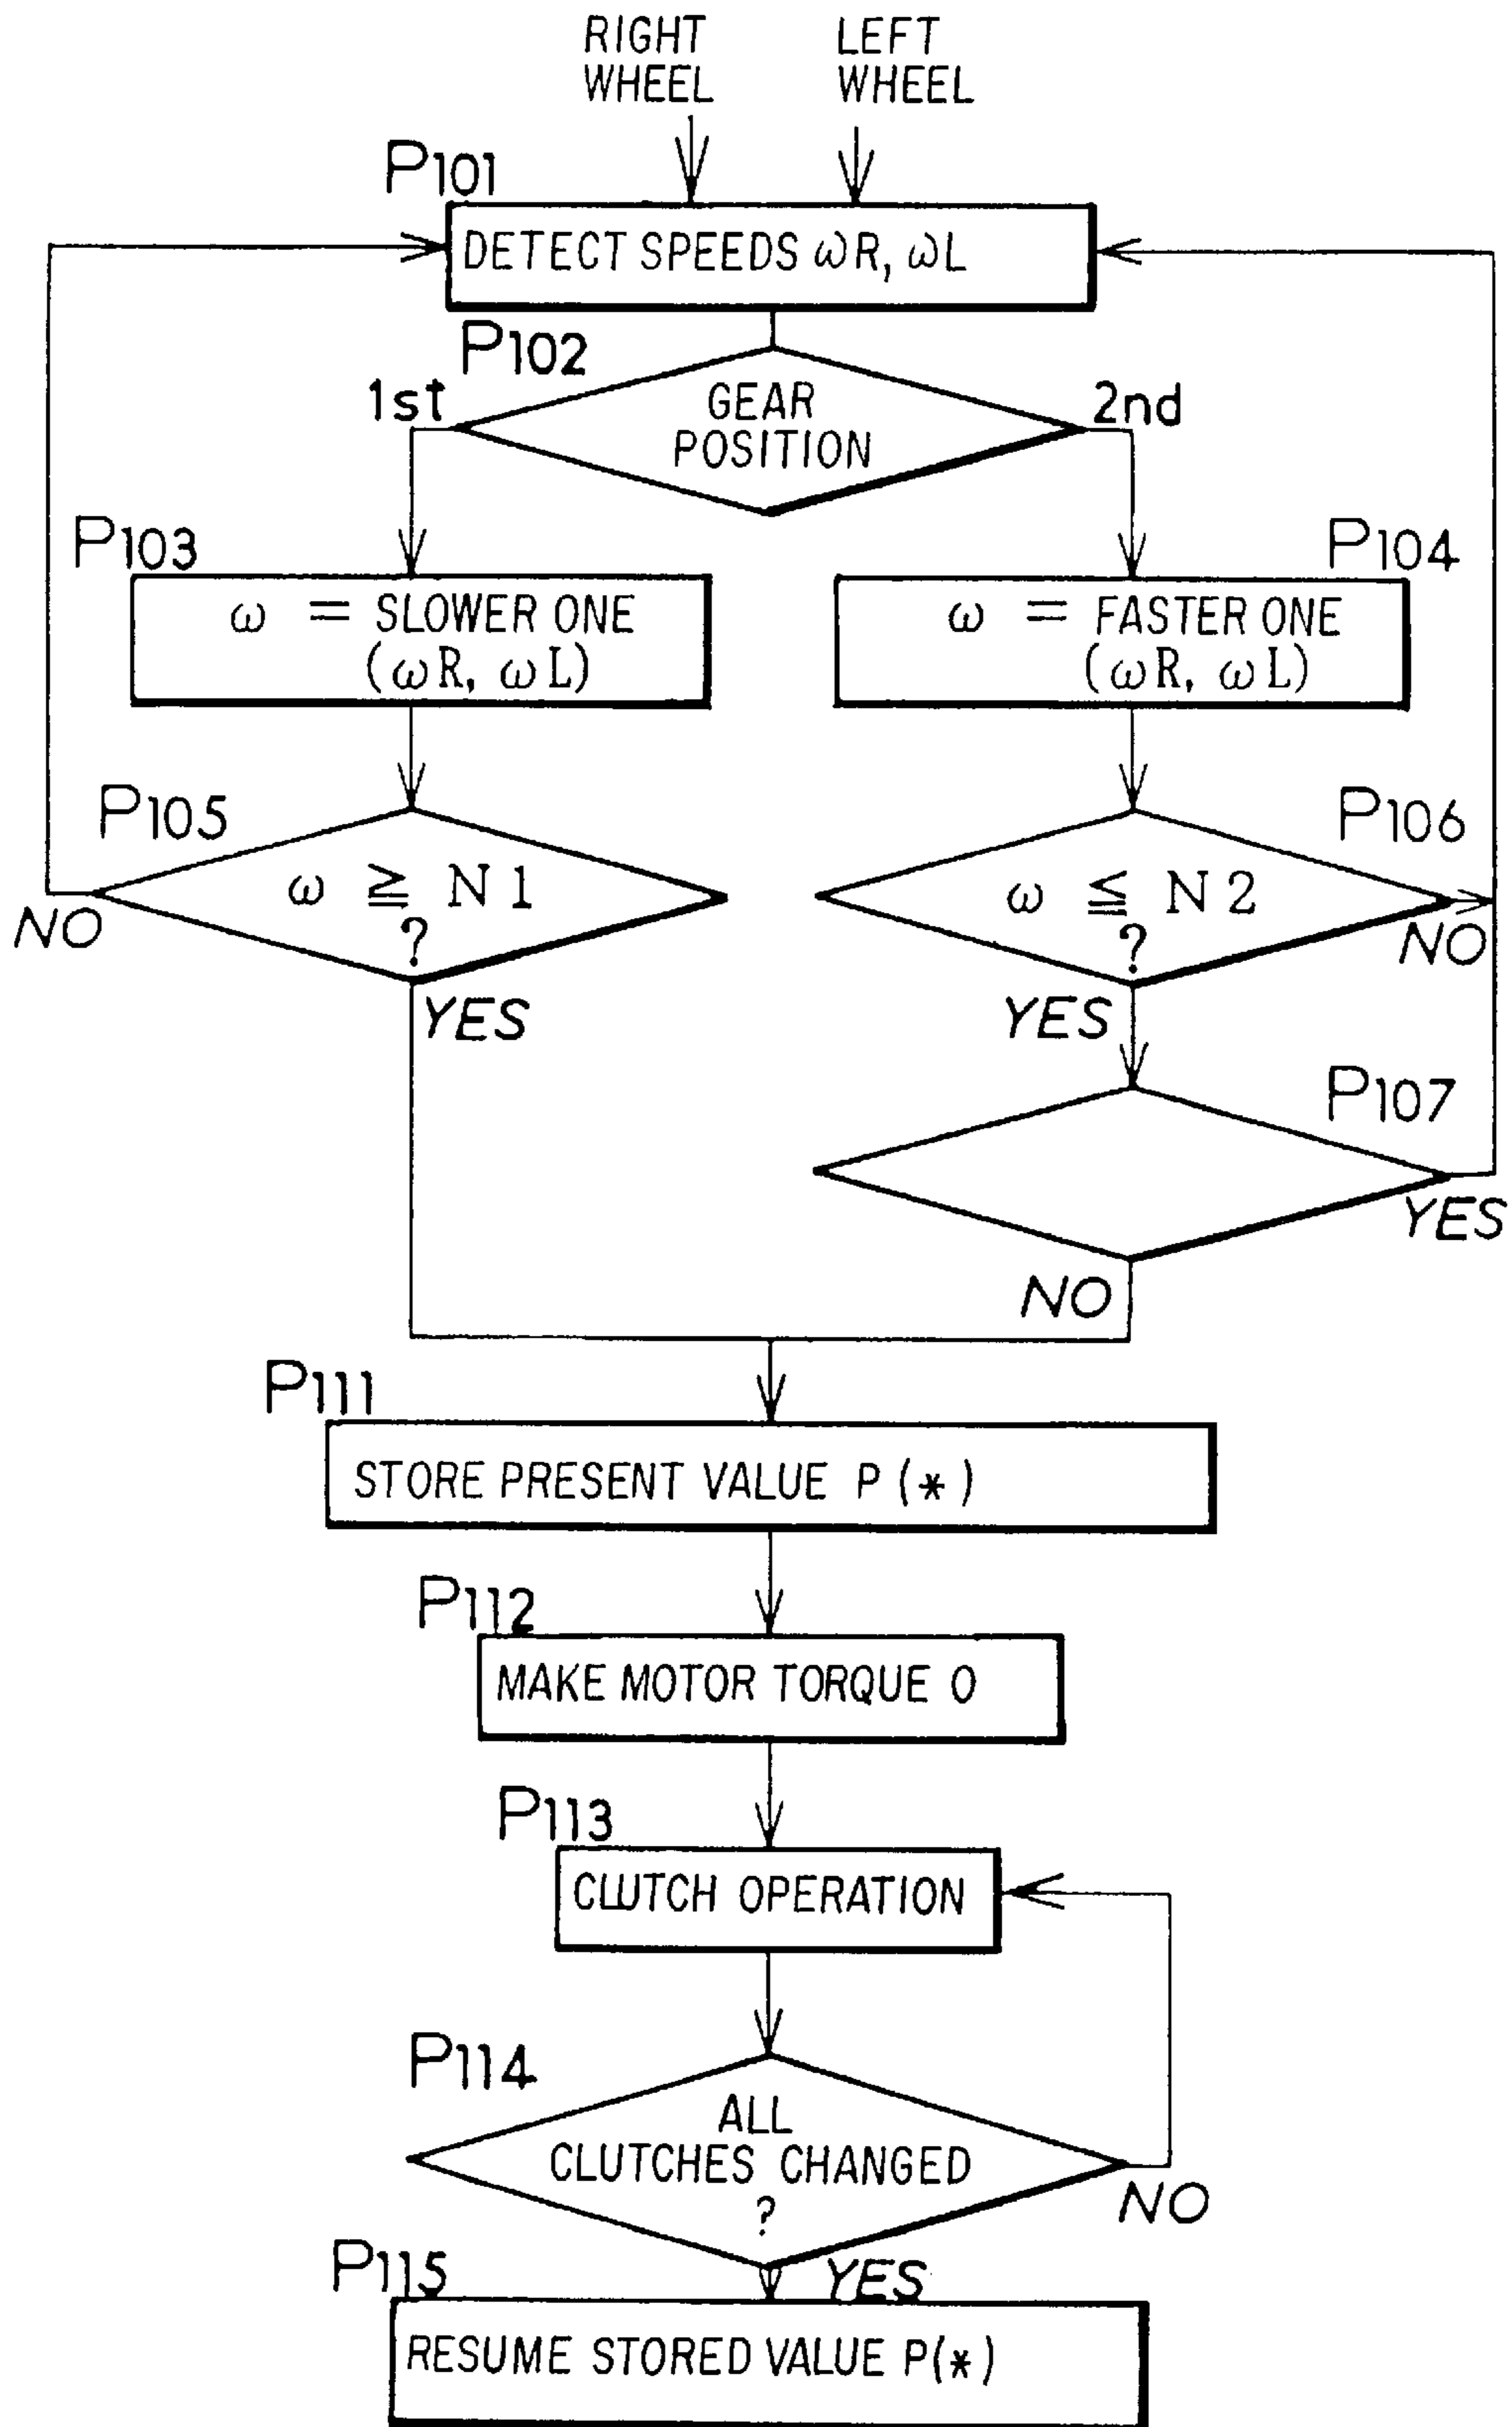 RIGHT
WHEEL
LEFT
WHEEL
P101
DETECT SPEEDS ωR, ωL
P102
1st
GEAR
POSITION
2nd
P103
ω = SLOWER ONE
(ωR, ωL)
P104
ω = FASTER ONE
(ωR, ωL)
P105
ω ≧ N1
?
NO
YES
P106
ω ≦ N2
?
NO
YES
P107
YES
NO
P111
STORE PRESENT VALUE P(*)
P112
MAKE MOTOR TORQUE 0
P113
CLUTCH OPERATION
P114
ALL
CLUTCHES CHANGED
?
NO
YES
P115
RESUME STORED VALUE P(*)